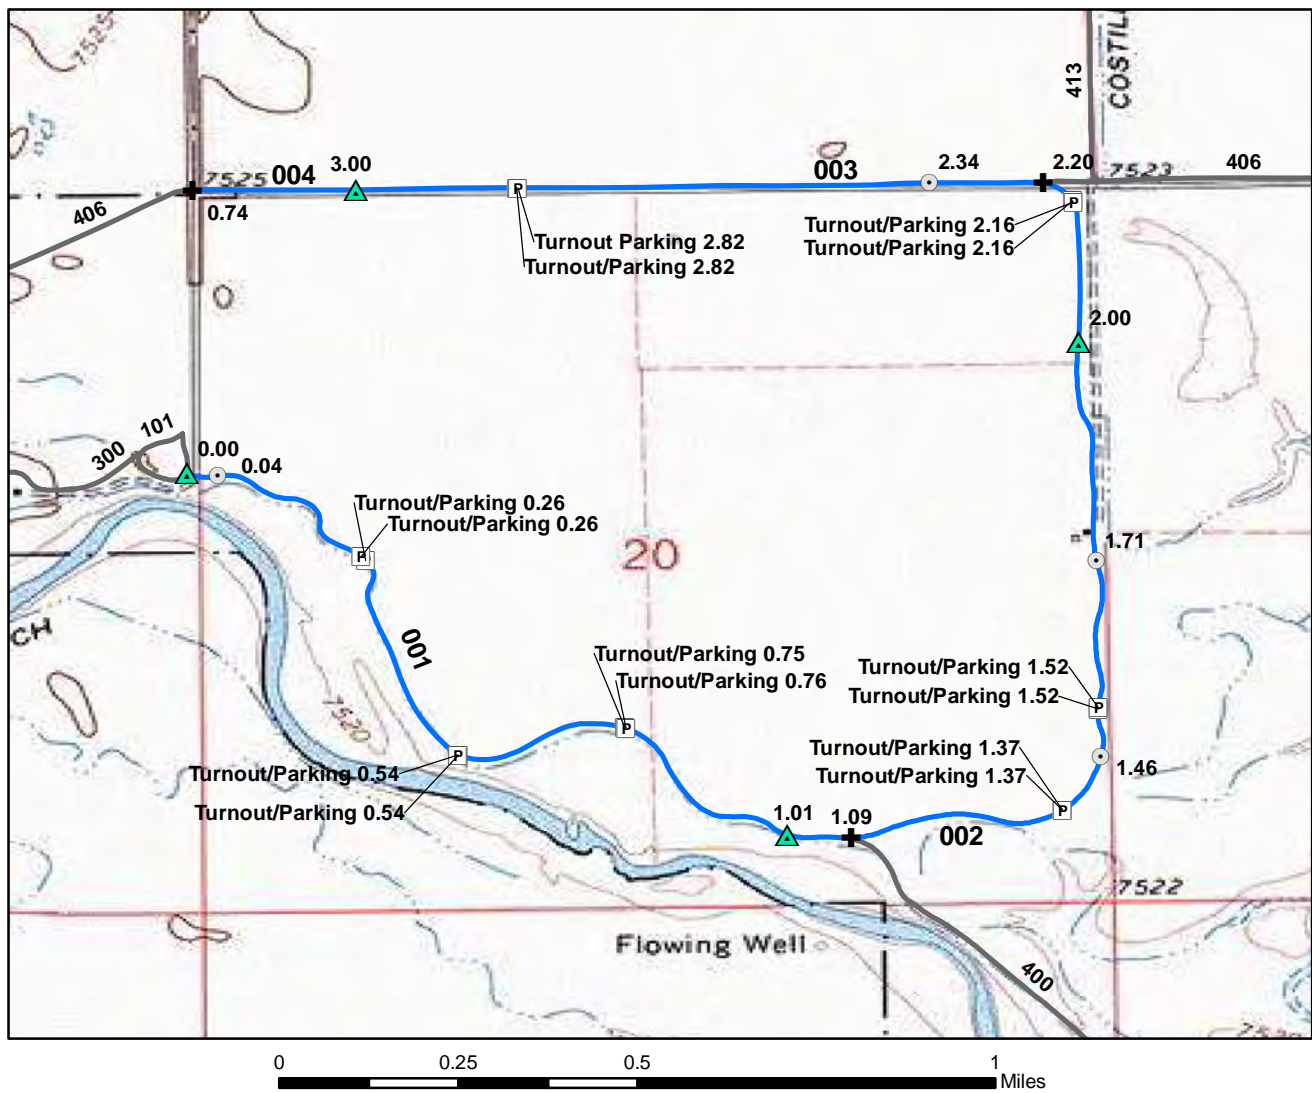 7525
COSTILL
413
3.00
004
7525
003
2.34
2.20
7523
406
406
0.74
Turnout Parking 2.82
Turnout/Parking 2.82
Turnout/Parking 2.16
Turnout/Parking 2.16
2.00
101
300
0.00
0.04
Turnout/Parking 0.26
Turnout/Parking 0.26
20
1.71
CH
001
Turnout/Parking 0.75
Turnout/Parking 0.76
Turnout/Parking 1.52
Turnout/Parking 1.52
7520
Turnout/Parking 0.54
Turnout/Parking 0.54
Turnout/Parking 1.37
Turnout/Parking 1.37
1.46
1.01
1.09
002
7522
Flowing Well
400
0 0.25 0.5 1
Miles